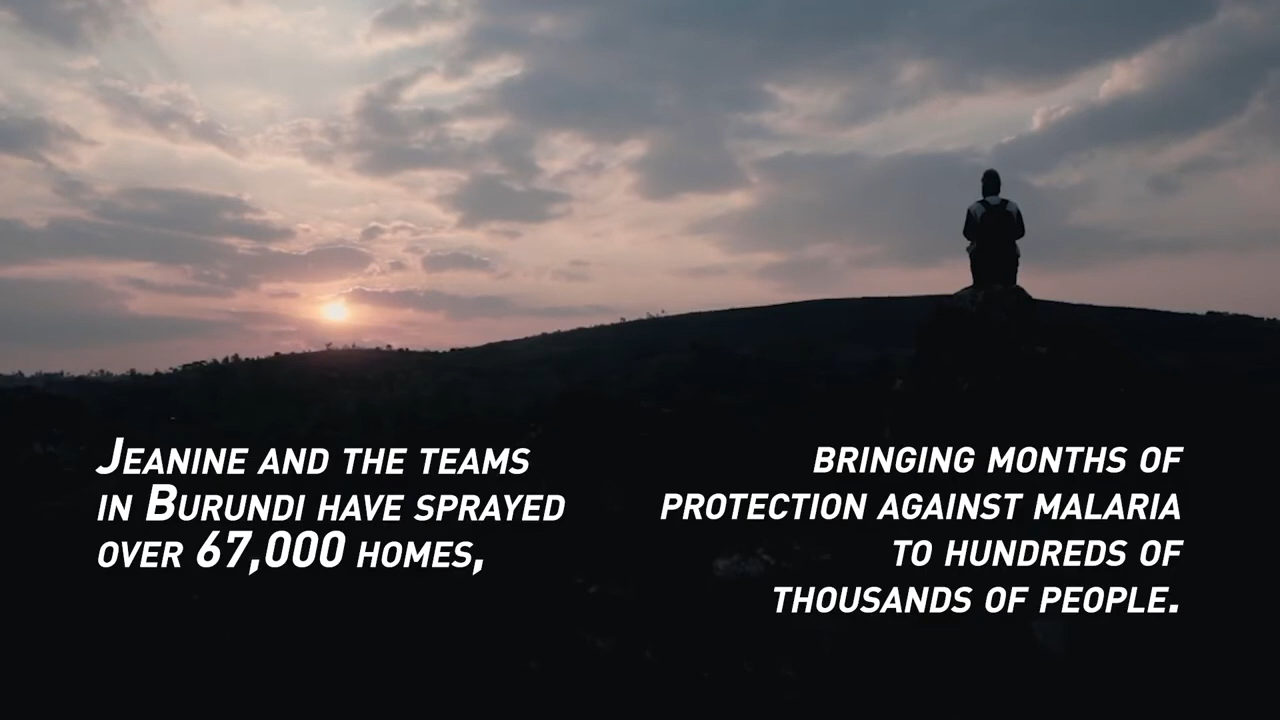 Jeanine and the teams
in Burundi have sprayed
over 67,000 homes,
bringing months of
protection against malaria
to hundreds of
thousands of people.